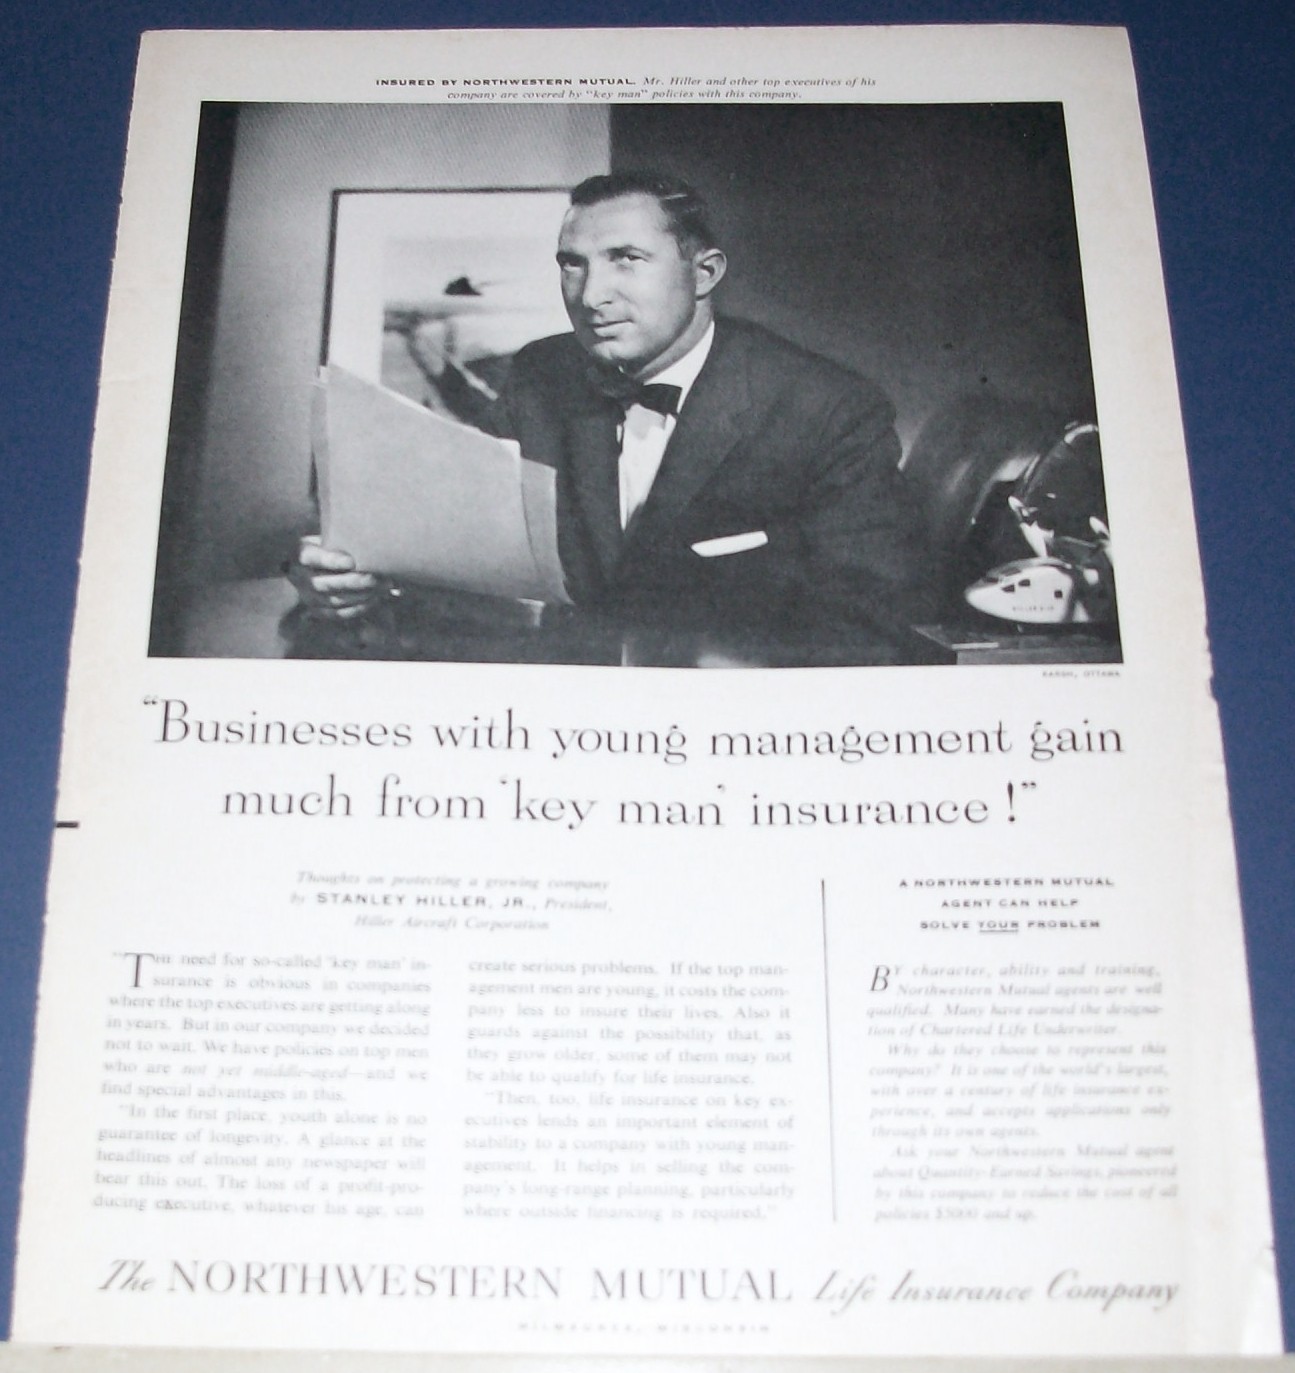 INSURED BY NORTHWESTERN MUTUAL. Mr. Hiller and other top executives of his
company are covered by "key man" policies with this company.
HILLER
KARSH, OTTAWA
"Businesses with young management gain
much from 'key man' insurance!"
Thoughts on protecting a growing company
by STANLEY HILLER, JR., President,
Hiller Aircraft Corporation
"THE need for so-called 'key man' in-
surance is obvious in companies
where the top executives are getting along
in years. But in our company we decided
not to wait. We have policies on top men
who are not yet middle-aged—and we
find special advantages in this.
"In the first place, youth alone is no
guarantee of longevity. A glance at the
headlines of almost any newspaper will
bear this out. The loss of a profit-pro-
ducing executive, whatever his age, can
create serious problems. If the top man-
agement men are young, it costs the com-
pany less to insure their lives. Also it
guards against the possibility that, as
they grow older, some of them may not
be able to qualify for life insurance.
"Then, too, life insurance on key ex-
ecutives lends an important element of
stability to a company with young man-
agement. It helps in selling the com-
pany's long-range planning, particularly
where outside financing is required."
A NORTHWESTERN MUTUAL
AGENT CAN HELP
SOLVE YOUR PROBLEM
BY character, ability and training,
Northwestern Mutual agents are well
qualified. Many have earned the designa-
tion of Chartered Life Underwriter.
Why do they choose to represent this
company? It is one of the world's largest,
with over a century of life insurance ex-
perience, and accepts applications only
through its own agents.
Ask your Northwestern Mutual agent
about Quantity-Earned Savings, pioneered
by this company to reduce the cost of all
policies $5000 and up.
The NORTHWESTERN MUTUAL Life Insurance Company
MILWAUKEE, WISCONSIN